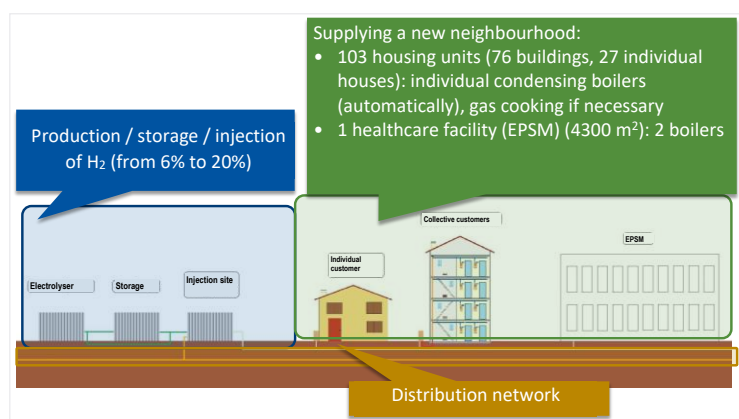 Supplying a new neighbourhood:
• 103 housing units (76 buildings, 27 individual
houses): individual condensing boilers
(automatically), gas cooking if necessary
• 1 healthcare facility (EPSM) (4300 m²): 2 boilers
Production / storage / injection
of H₂ (from 6% to 20%)
Electrolyser
Storage
Injection site
Individual
customer
Collective customers
EPSM
Distribution network